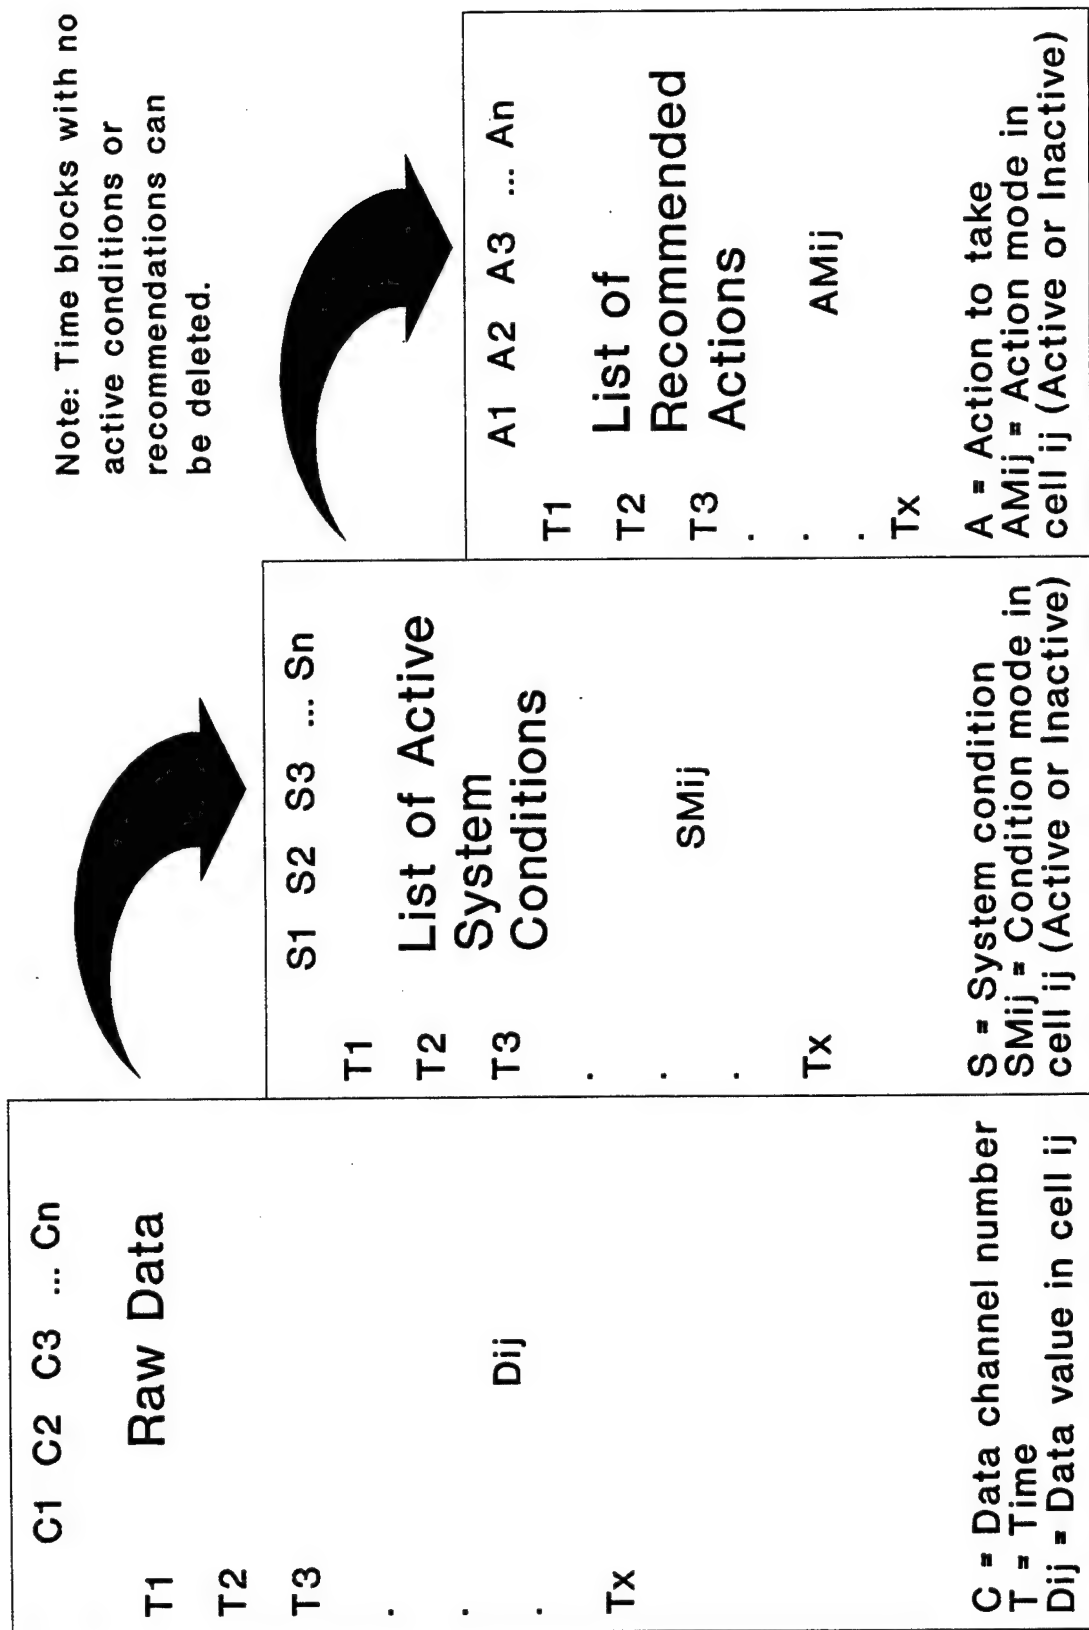 Note: Time blocks with no
active conditions or
recommendations can
be deleted.
C1 C2 C3 ... Cn
Raw Data
T1
T2
T3
.
.
.
Tx
Dij
C = Data channel number
T = Time
Dij = Data value in cell ij
S1 S2 S3 ... Sn
T1
T2
T3
.
.
.
Tx
List of Active
System
Conditions
SMij
S = System condition
SMij = Condition mode in
cell ij (Active or Inactive)
A1 A2 A3 ... An
T1
T2
T3
.
.
.
Tx
List of
Recommended
Actions
AMij
A = Action to take
AMij = Action mode in
cell ij (Active or Inactive)